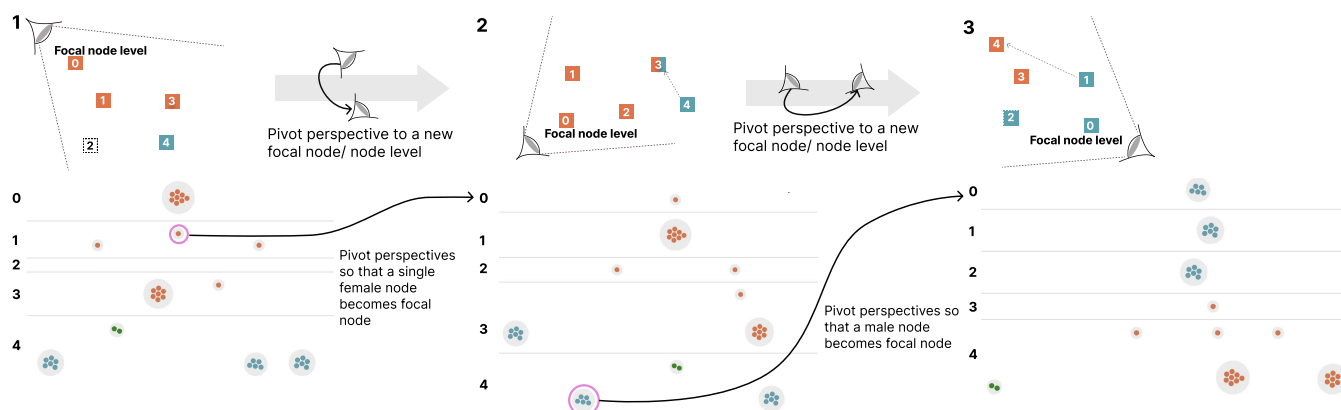 1
Focal node level
0
1
3
2
4
Pivot perspective to a new
focal node/ node level
2
1
3
4
2
0
Focal node level
Pivot perspective to a new
focal node/ node level
3
4
3
1
2
0
Focal node level
0
1
2
3
4
Pivot perspectives
so that a single
female node
becomes focal
node
0
1
2
3
4
Pivot perspectives so
that a male node
becomes focal node
0
1
2
3
4